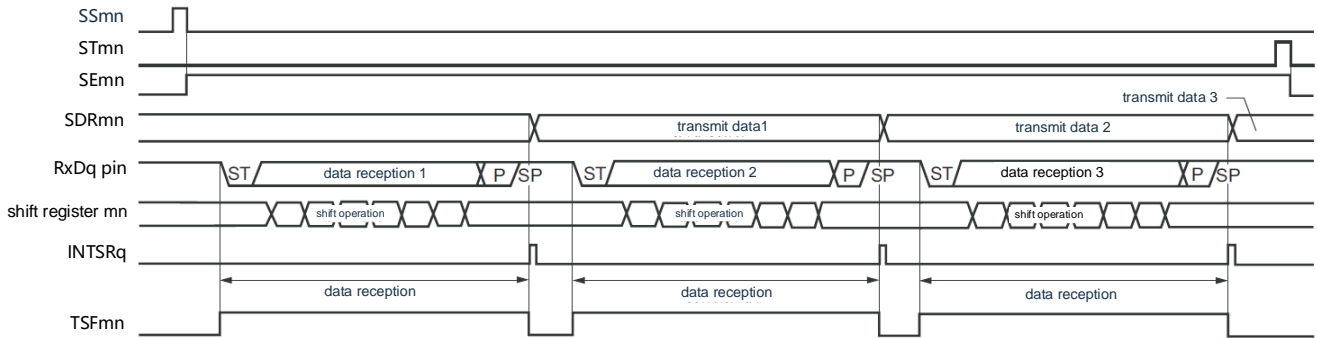 SSmn
STmn
SEmn
transmit data 3
SDRmn transmit data1 transmit data 2
RxDq pin ST data reception 1 P SP ST data reception 2 P SP ST data reception 3 P SP
shift register mn shift operation shift operation shift operation
INTSRq
data reception data reception data reception
TSFmn